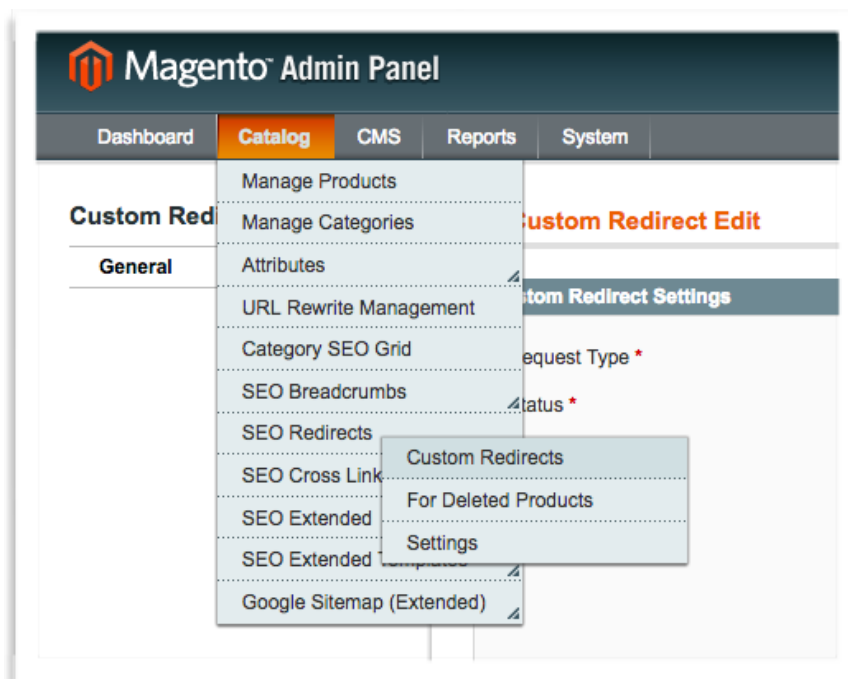 Magento™ Admin Panel
Dashboard Catalog CMS Reports System
Manage Products
Manage Categories
Attributes
URL Rewrite Management
Category SEO Grid
SEO Breadcrumbs
SEO Redirects
SEO Cross Link
SEO Extended
SEO Extended
Google Sitemap (Extended)
Custom Redirects
For Deleted Products
Settings
Custom Redi
General
ustom Redirect Edit
tom Redirect Settings
equest Type *
tatus *